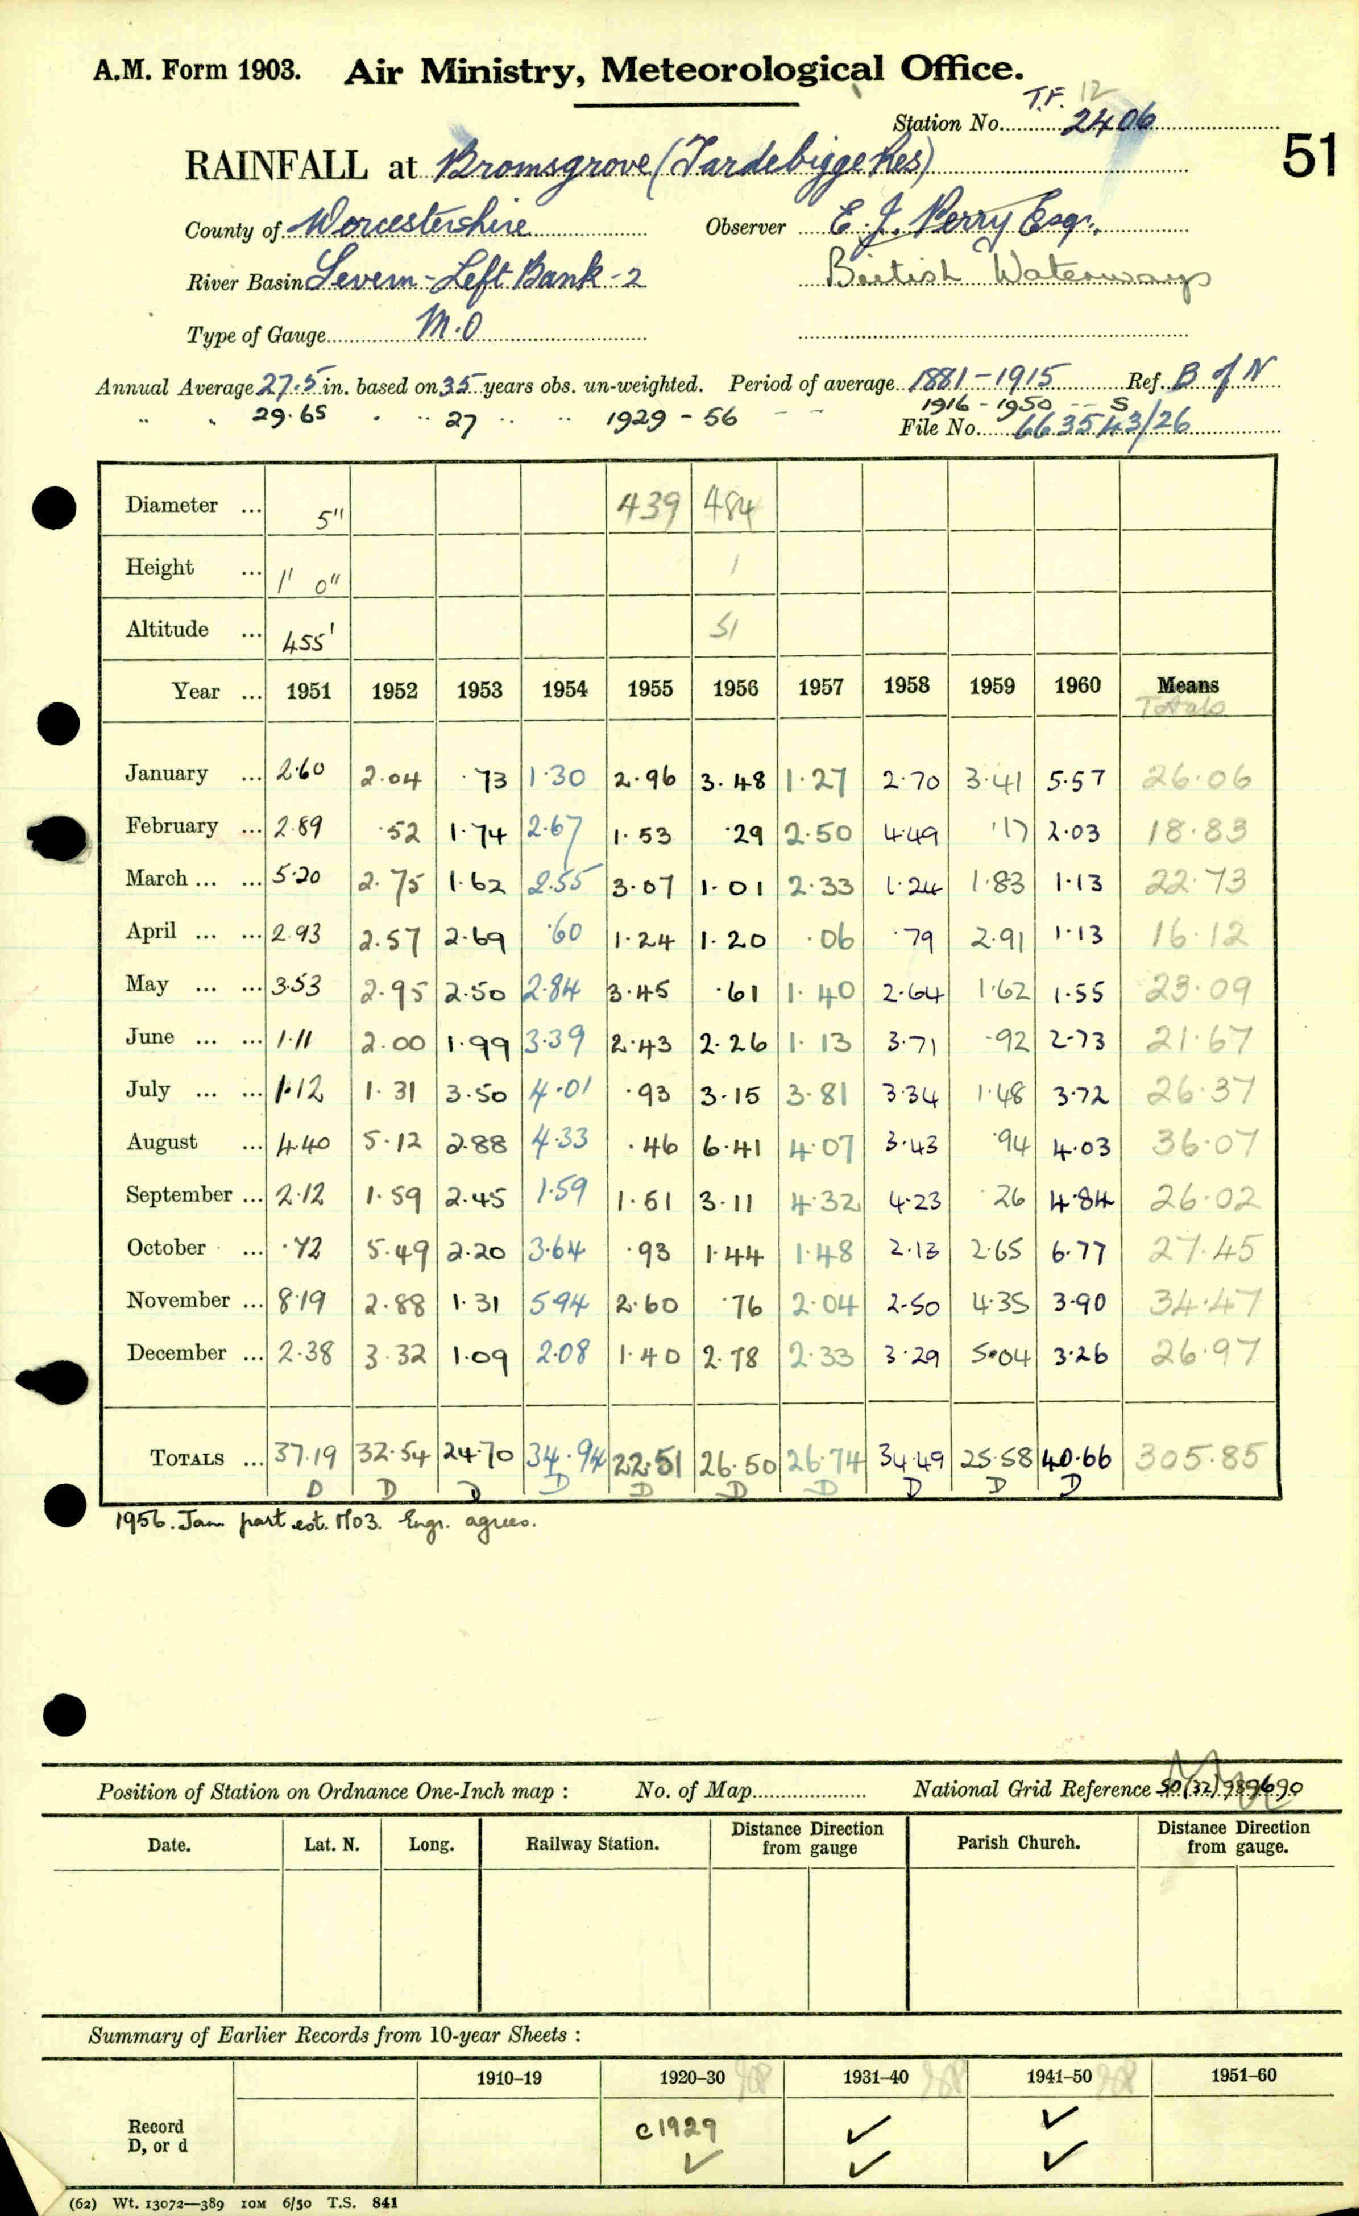 A.M. Form 1903. Air Ministry, Meteorological Office.
T.F. 12
Station No. 2406
51
RAINFALL at Bromsgrove (Tardebigge Res)
County of Worcestershire Observer E. J. Perry Esqr.
River Basin Severn - Left Bank - 2 British Waterways
Type of Gauge M.O
Annual Average 27.5 in. based on 35 years obs. un-weighted. Period of average 1881-1915 Ref. B of N
" " 29.65 " " 27 " " 1929 - 56 - - 1916 - 1950 -- S
File No. 663543/26
Diameter ... 5" 439 484
Height ... 1' 0" 1
Altitude ... 455' 51
Year ... 1951 1952 1953 1954 1955 1956 1957 1958 1959 1960 Means
Totals
January ... 2.60 2.04 .73 1.30 2.96 3.48 1.27 2.70 3.41 5.57 26.06
February ... 2.89 .52 1.74 2.67 1.53 .29 2.50 4.49 .17 2.03 18.83
March ... ... 5.20 2.75 1.62 2.55 3.07 1.01 2.33 1.24 1.83 1.13 22.73
April ... ... 2.93 2.57 2.69 .60 1.24 1.20 .06 .79 2.91 1.13 16.12
May ... ... 3.53 2.95 2.50 2.84 3.45 .61 1.40 2.64 1.62 1.55 23.09
June ... ... 1.11 2.00 1.99 3.39 2.43 2.26 1.13 3.71 .92 2.73 21.67
July ... ... 1.12 1.31 3.50 4.01 .93 3.15 3.81 3.34 1.48 3.72 26.37
August ... 4.40 5.12 2.88 4.33 .46 6.41 4.07 3.43 .94 4.03 36.07
September ... 2.12 1.59 2.45 1.59 1.51 3.11 4.32 4.23 .26 4.84 26.02
October ... .72 5.49 2.20 3.64 .93 1.44 1.48 2.13 2.65 6.77 27.45
November ... 8.19 2.88 1.31 5.94 2.60 .76 2.04 2.50 4.35 3.90 34.47
December ... 2.38 3.32 1.09 2.08 1.40 2.78 2.33 3.29 5.04 3.26 26.97
TOTALS ... 37.19 32.54 24.70 34.94 22.51 26.50 26.74 34.49 25.58 40.66 305.85
D D D D D D D D D D
1956. Jan part est. M03. Engr. agrees.
Position of Station on Ordnance One-Inch map : No. of Map National Grid Reference SO (32) 989690
Date. Lat. N. Long. Railway Station. Distance Direction from gauge Parish Church. Distance Direction from gauge.
Summary of Earlier Records from 10-year Sheets :
1910–19 1920–30 1931–40 1941–50 1951–60
Record
D, or d
c 1929 ✓ ✓
✓ ✓ ✓
(62) Wt. 13072—389 10M 6/50 T.S. 841